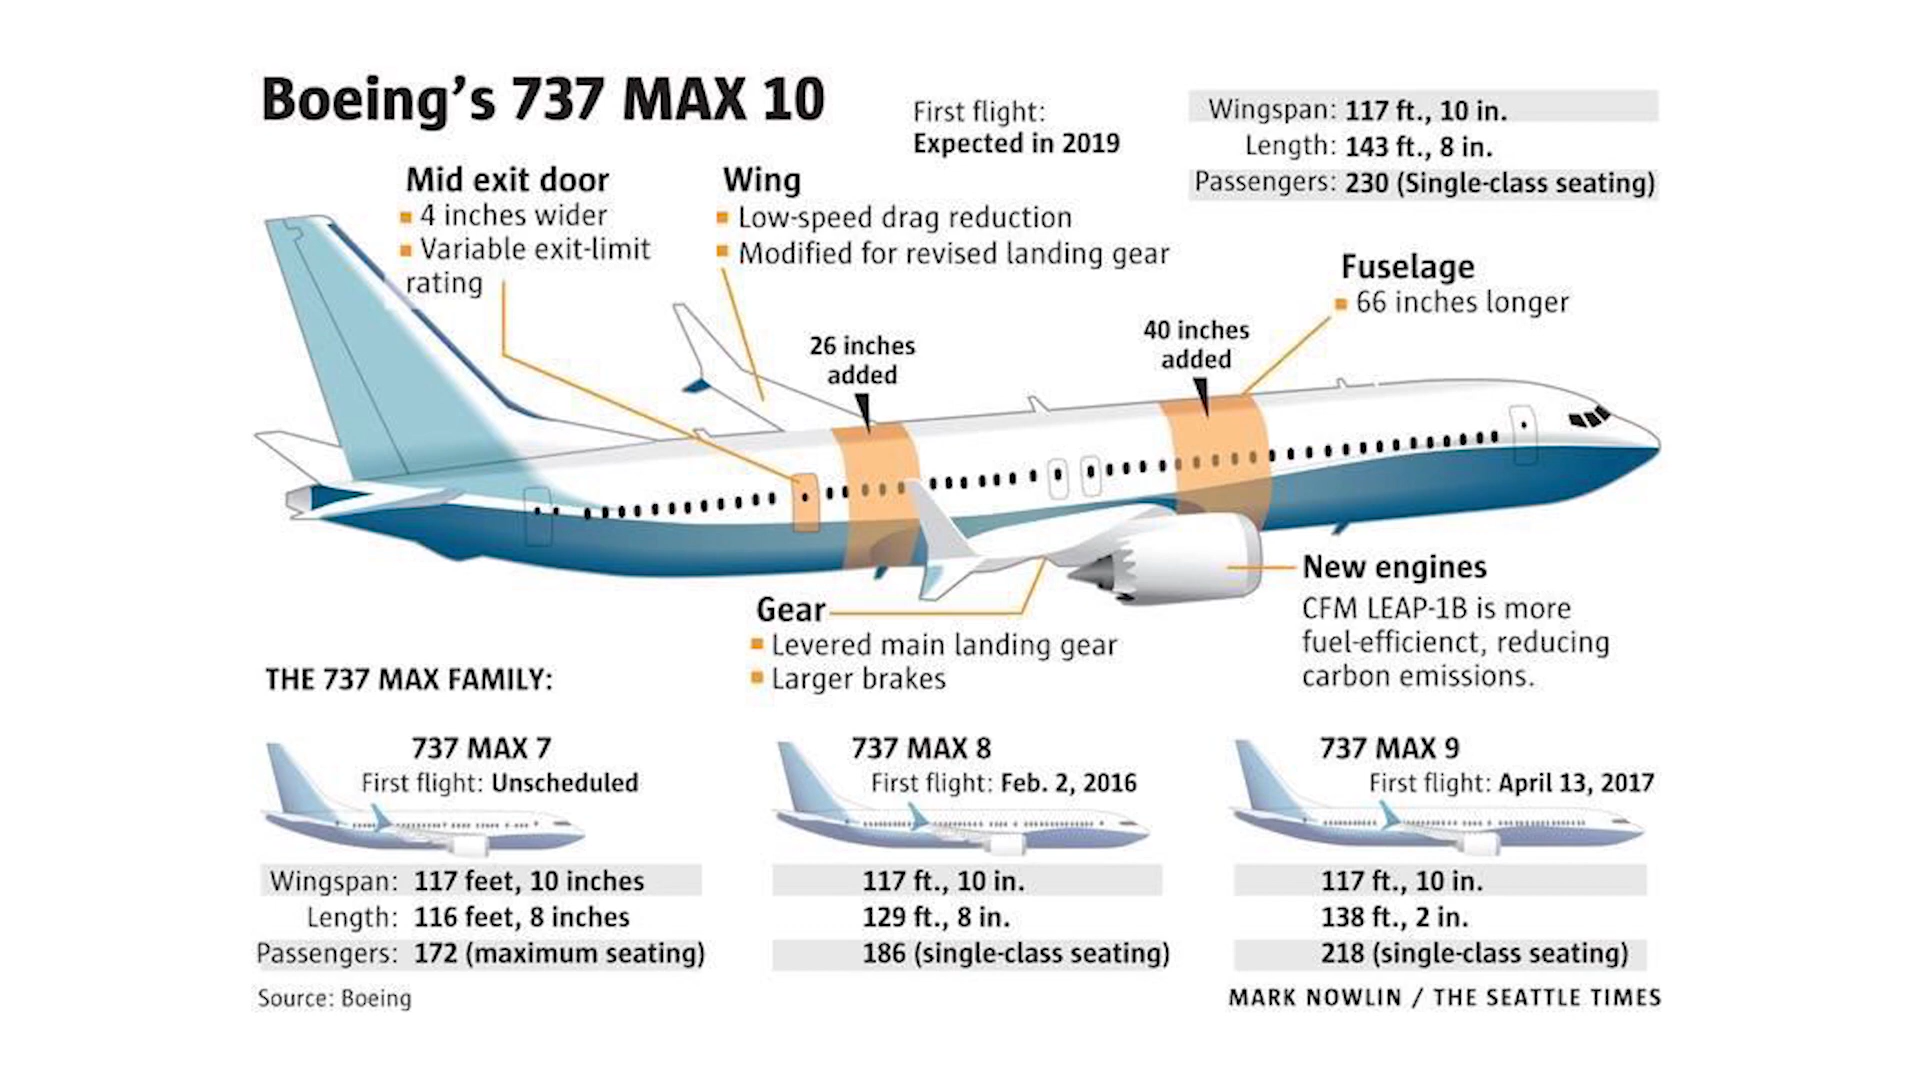 Boeing’s 737 MAX 10
First flight:
Expected in 2019
Wingspan: 117 ft., 10 in.
Length: 143 ft., 8 in.
Passengers: 230 (Single-class seating)
Mid exit door
4 inches wider
Variable exit-limit
rating
Wing
Low-speed drag reduction
Modified for revised landing gear
Fuselage
66 inches longer
26 inches
added
40 inches
added
New engines
CFM LEAP-1B is more
fuel-efficienct, reducing
carbon emissions.
Gear
Levered main landing gear
Larger brakes
THE 737 MAX FAMILY:
737 MAX 7
First flight: Unscheduled
Wingspan: 117 feet, 10 inches
Length: 116 feet, 8 inches
Passengers: 172 (maximum seating)
737 MAX 8
First flight: Feb. 2, 2016
117 ft., 10 in.
129 ft., 8 in.
186 (single-class seating)
737 MAX 9
First flight: April 13, 2017
117 ft., 10 in.
138 ft., 2 in.
218 (single-class seating)
Source: Boeing
MARK NOWLIN / THE SEATTLE TIMES